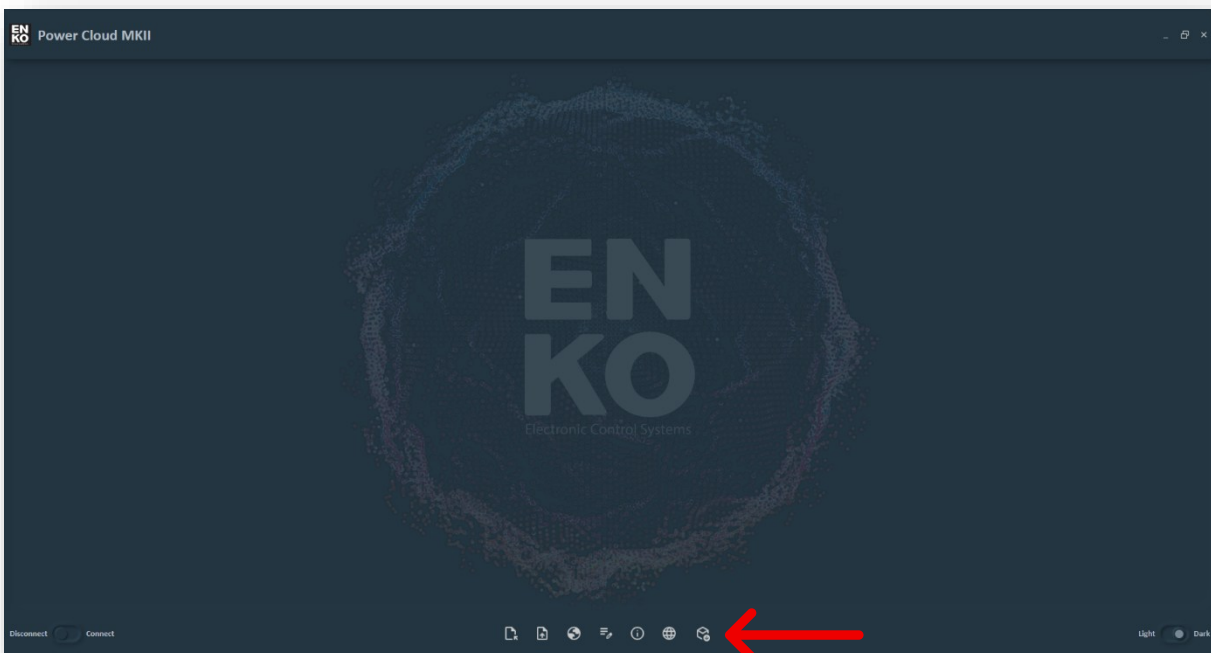 EN
KO
Power Cloud MKII
EN
KO
Electronic Control Systems
Disconnect
Connect
Light
Dark